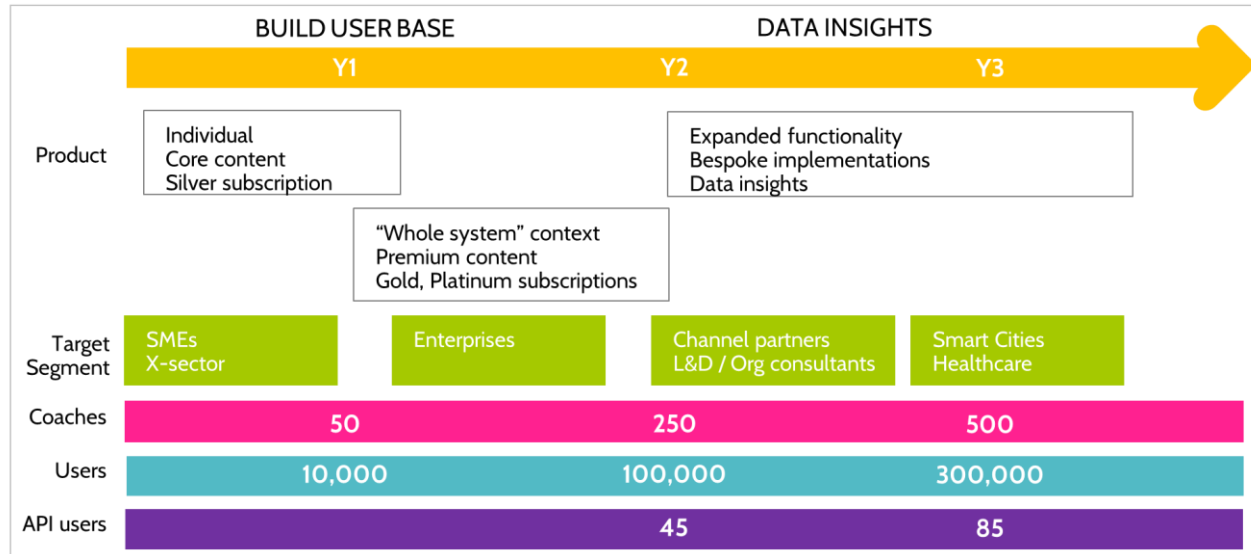 BUILD USER BASE
DATA INSIGHTS
Y1
Y2
Y3
Product
Individual
Core content
Silver subscription
Expanded functionality
Bespoke implementations
Data insights
“Whole system” context
Premium content
Gold, Platinum subscriptions
Target
Segment
SMEs
X-sector
Enterprises
Channel partners
L&D / Org consultants
Smart Cities
Healthcare
Coaches
50
250
500
Users
10,000
100,000
300,000
API users
45
85